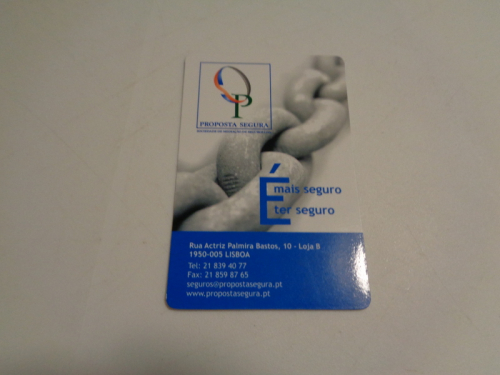 PROPOSTA SEGURA
É mais seguro
ter seguro
Rua Actriz Palmira Bastos, 10 - Loja B
1950-005 LISBOA
Tel: 21 839 40 77
Fax: 21 859 87 65
seguros@propostasegura.pt
www.propostasegura.pt